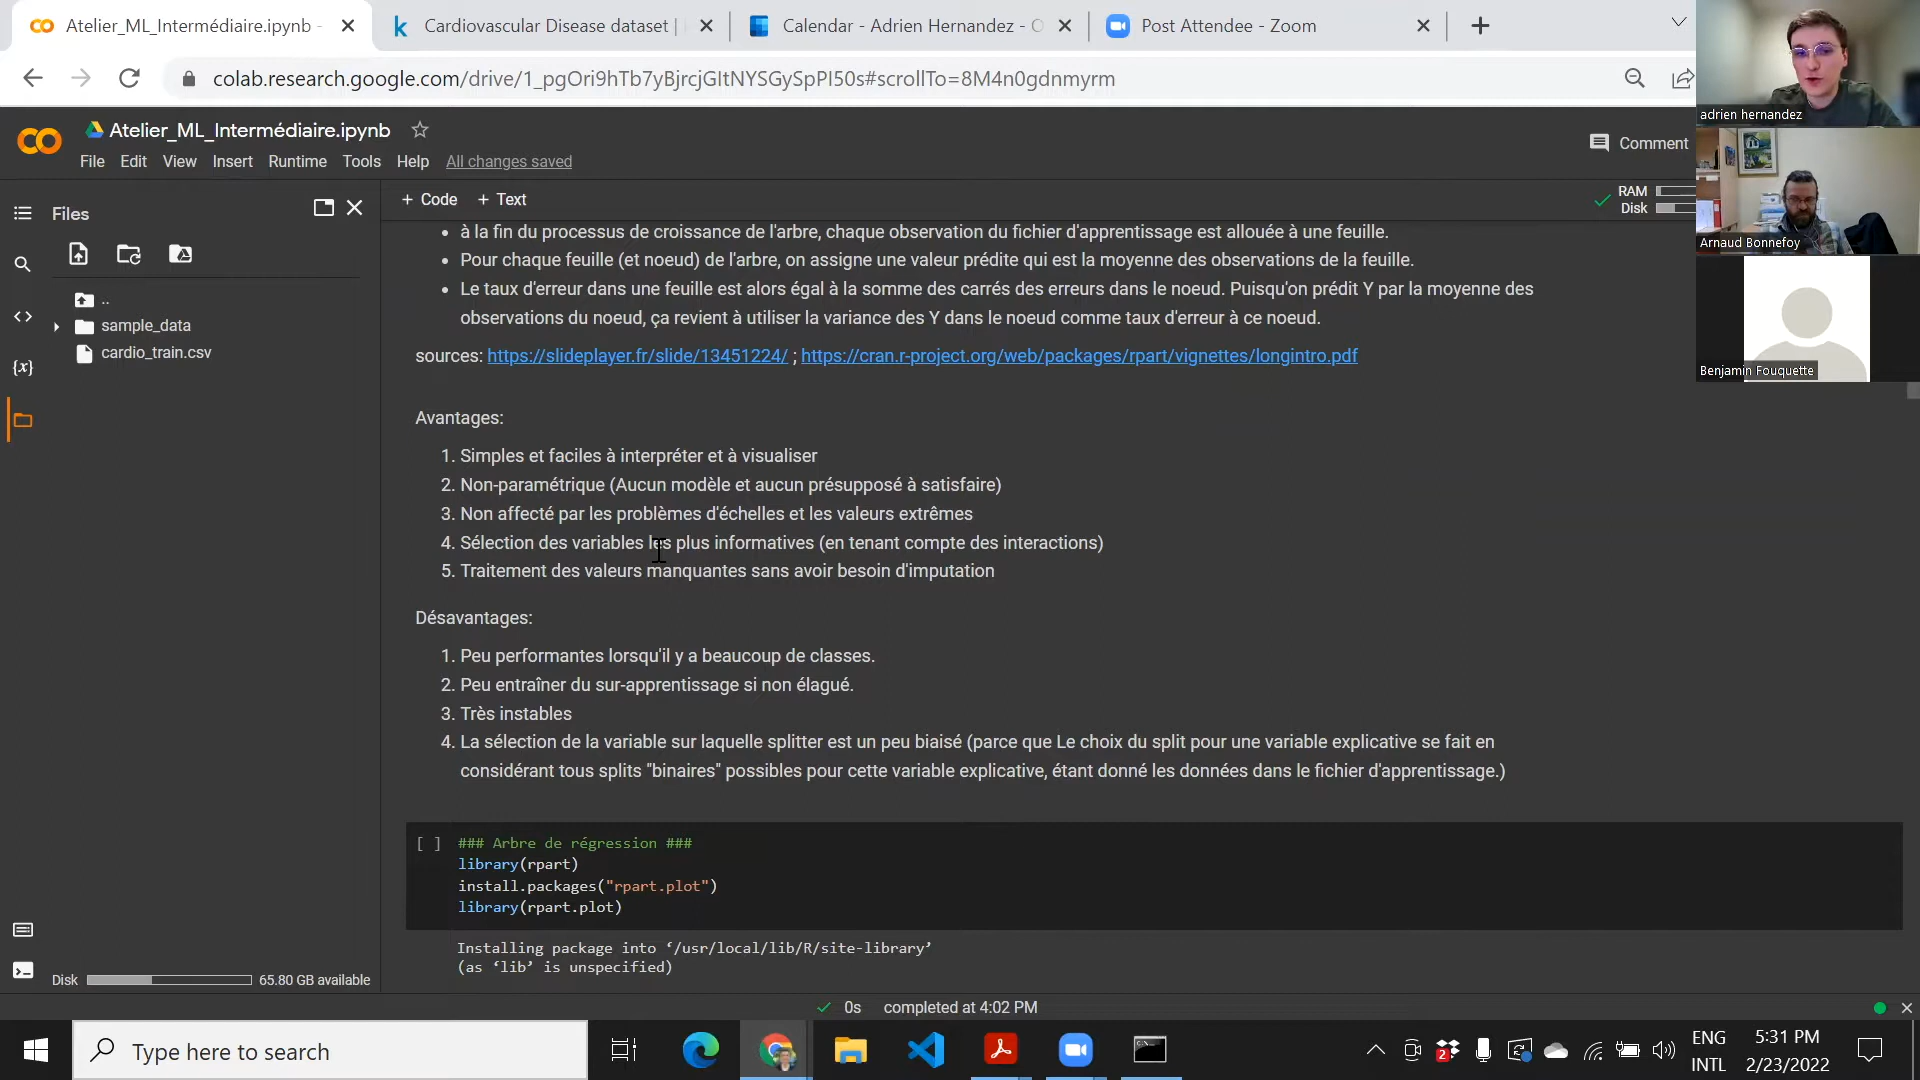 Atelier_ML_Intermédiaire.ipynb -
Cardiovascular Disease dataset |
Calendar - Adrien Hernandez - O
Post Attendee - Zoom
colab.research.google.com/drive/1_pgOri9hTb7yBjrcjGItNYSGySpPI50s#scrollTo=8M4n0gdnmyrm
adrien hernandez
Atelier_ML_Intermédiaire.ipynb
Comment
File Edit View Insert Runtime Tools Help All changes saved
Files
+ Code + Text
RAM
Disk
Arnaud Bonnefoy
Benjamin Fouquette
..
sample_data
cardio_train.csv
à la fin du processus de croissance de l'arbre, chaque observation du fichier d'apprentissage est allouée à une feuille.
Pour chaque feuille (et noeud) de l'arbre, on assigne une valeur prédite qui est la moyenne des observations de la feuille.
Le taux d'erreur dans une feuille est alors égal à la somme des carrés des erreurs dans le noeud. Puisqu'on prédit Y par la moyenne des
observations du noeud, ça revient à utiliser la variance des Y dans le noeud comme taux d'erreur à ce noeud.
sources: https://slideplayer.fr/slide/13451224/ ; https://cran.r-project.org/web/packages/rpart/vignettes/longintro.pdf
Avantages:
1. Simples et faciles à interpréter et à visualiser
2. Non-paramétrique (Aucun modèle et aucun présupposé à satisfaire)
3. Non affecté par les problèmes d'échelles et les valeurs extrêmes
4. Sélection des variables les plus informatives (en tenant compte des interactions)
5. Traitement des valeurs manquantes sans avoir besoin d'imputation
Désavantages:
1. Peu performantes lorsqu'il y a beaucoup de classes.
2. Peu entraîner du sur-apprentissage si non élagué.
3. Très instables
4. La sélection de la variable sur laquelle splitter est un peu biaisé (parce que Le choix du split pour une variable explicative se fait en
considérant tous splits "binaires" possibles pour cette variable explicative, étant donné les données dans le fichier d'apprentissage.)
[ ] ### Arbre de régression ###
library(rpart)
install.packages("rpart.plot")
library(rpart.plot)
Installing package into ‘/usr/local/lib/R/site-library’
(as ‘lib’ is unspecified)
Disk 65.80 GB available
0s completed at 4:02 PM
Type here to search
2
ENG
INTL
5:31 PM
2/23/2022